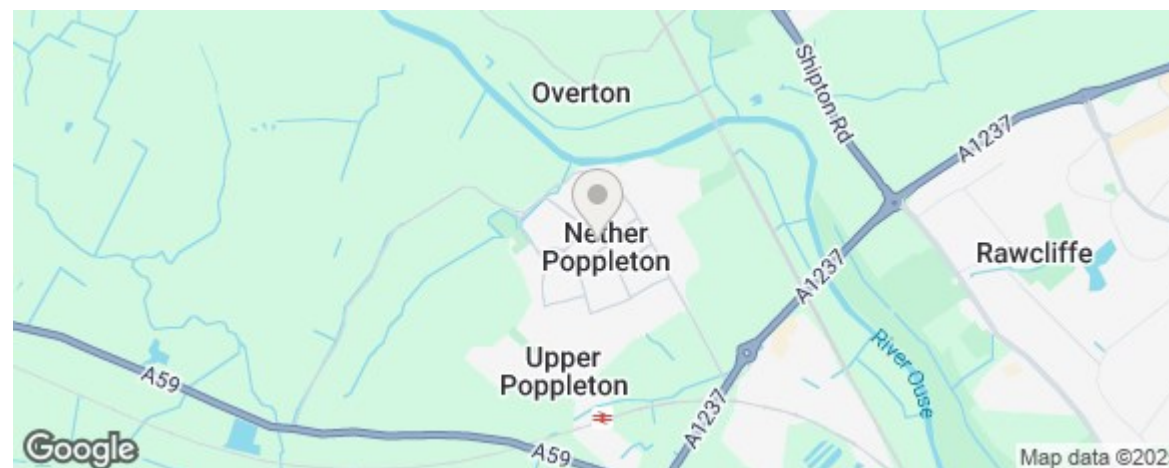 Overton
Shipton Rd
A1237
Nether
Poppleton
Rawcliffe
A1237
River Ouse
Upper
Poppleton
A59
A1237
A59
Google
Map data ©202